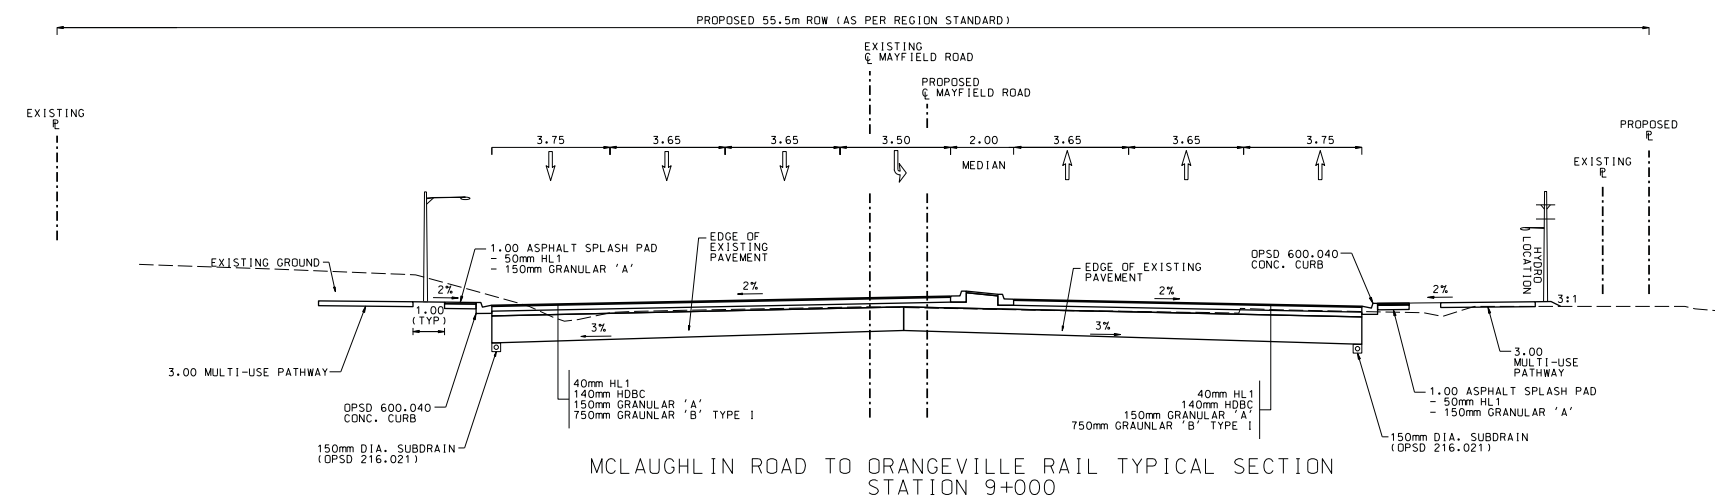 PROPOSED 55.5m ROW (AS PER REGION STANDARD)
EXISTING
℄ MAYFIELD ROAD
PROPOSED
℄ MAYFIELD ROAD
EXISTING
PL
PROPOSED
PL
EXISTING
PL
3.75
3.65
3.65
3.50
2.00
3.65
3.65
3.75
MEDIAN
EXISTING GROUND
1.00 ASPHALT SPLASH PAD
- 50mm HL1
- 150mm GRANULAR 'A'
EDGE OF
EXISTING
PAVEMENT
EDGE OF EXISTING
PAVEMENT
OPSD 600.040
CONC. CURB
HYDRO
LOCATION
2%
2%
2%
2%
3:1
1.00
(TYP)
3%
3%
3.00 MULTI-USE PATHWAY
OPSD 600.040
CONC. CURB
150mm DIA. SUBDRAIN
(OPSD 216.021)
40mm HL1
140mm HDBC
150mm GRANULAR 'A'
750mm GRAUNLAR 'B' TYPE I
40mm HL1
140mm HDBC
150mm GRANULAR 'A'
750mm GRAUNLAR 'B' TYPE I
3.00
MULTI-USE
PATHWAY
1.00 ASPHALT SPLASH PAD
- 50mm HL1
- 150mm GRANULAR 'A'
150mm DIA. SUBDRAIN
(OPSD 216.021)
MCLAUGHLIN ROAD TO ORANGEVILLE RAIL TYPICAL SECTION
STATION 9+000